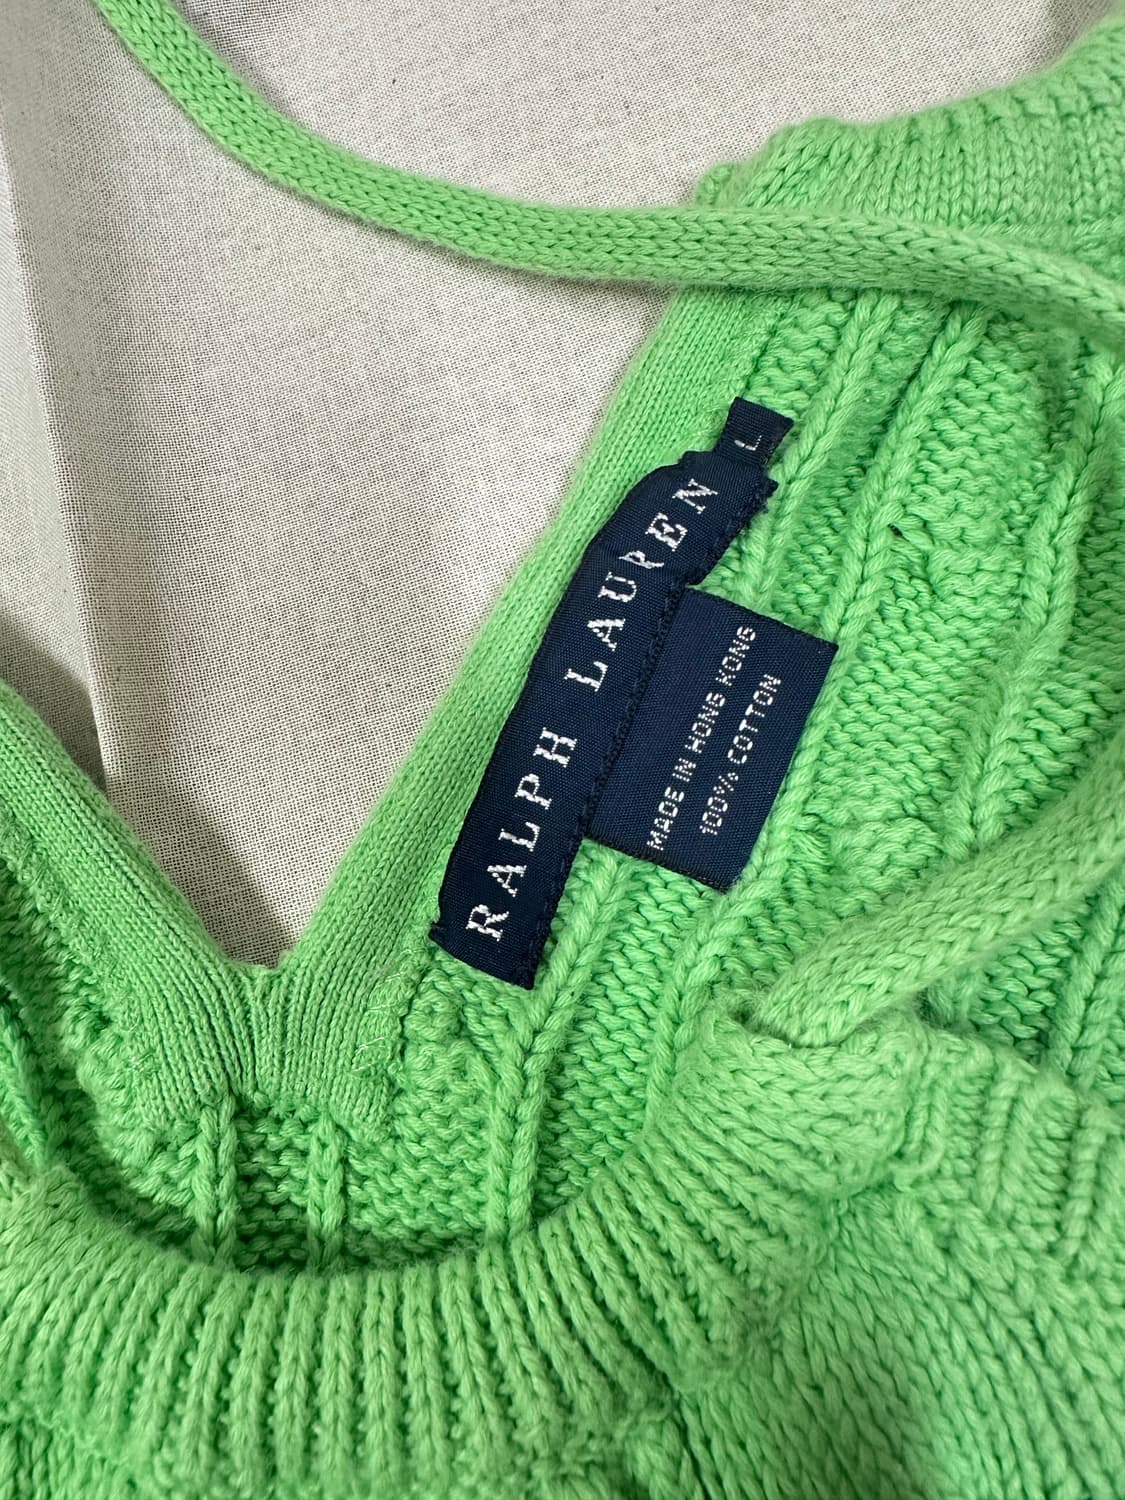 RALPH LAUREN
L
MADE IN HONG KONG
100% COTTON